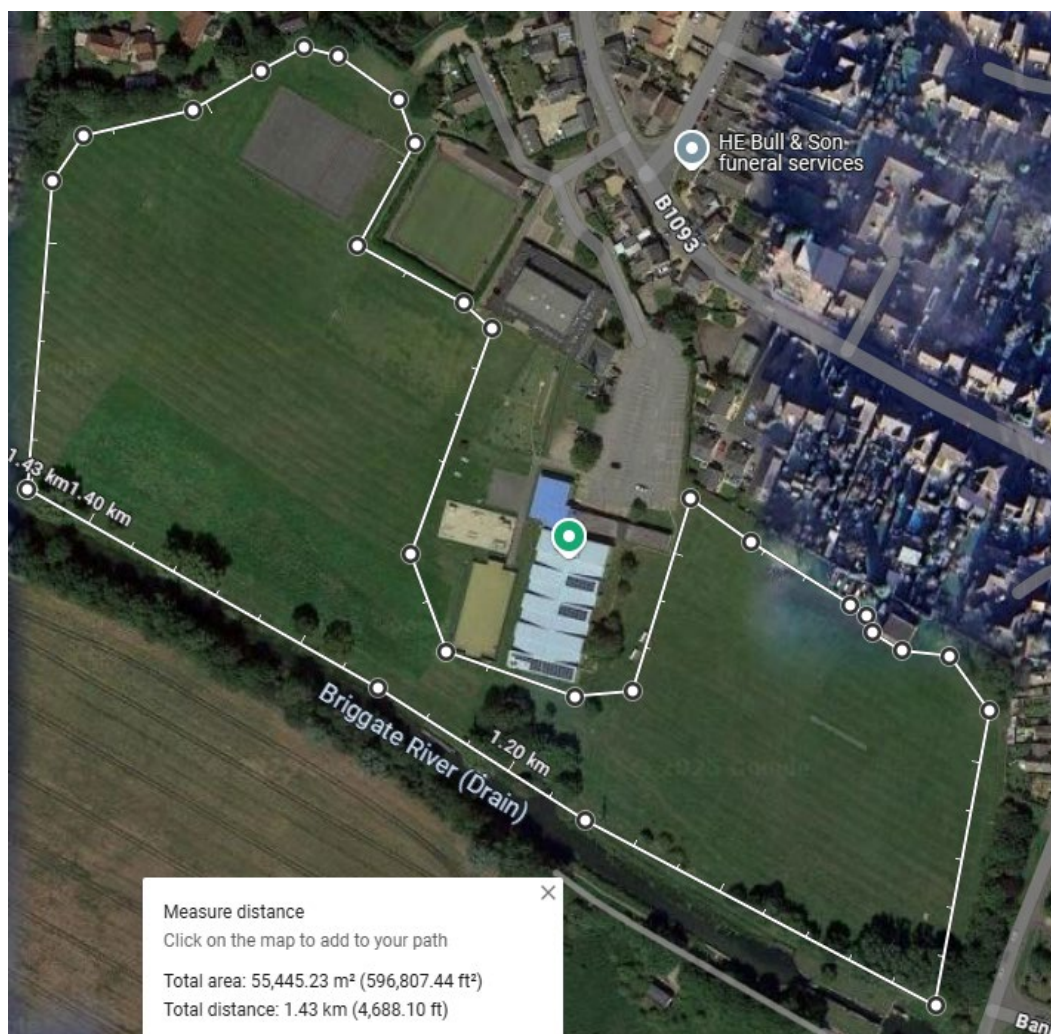 HE Bull & Son
funeral services
B1093
1.43 km
1.40 km
1.20 km
Briggate River (Drain)
Google
Ban
Measure distance
Click on the map to add to your path
Total area: 55,445.23 m² (596,807.44 ft²)
Total distance: 1.43 km (4,688.10 ft)